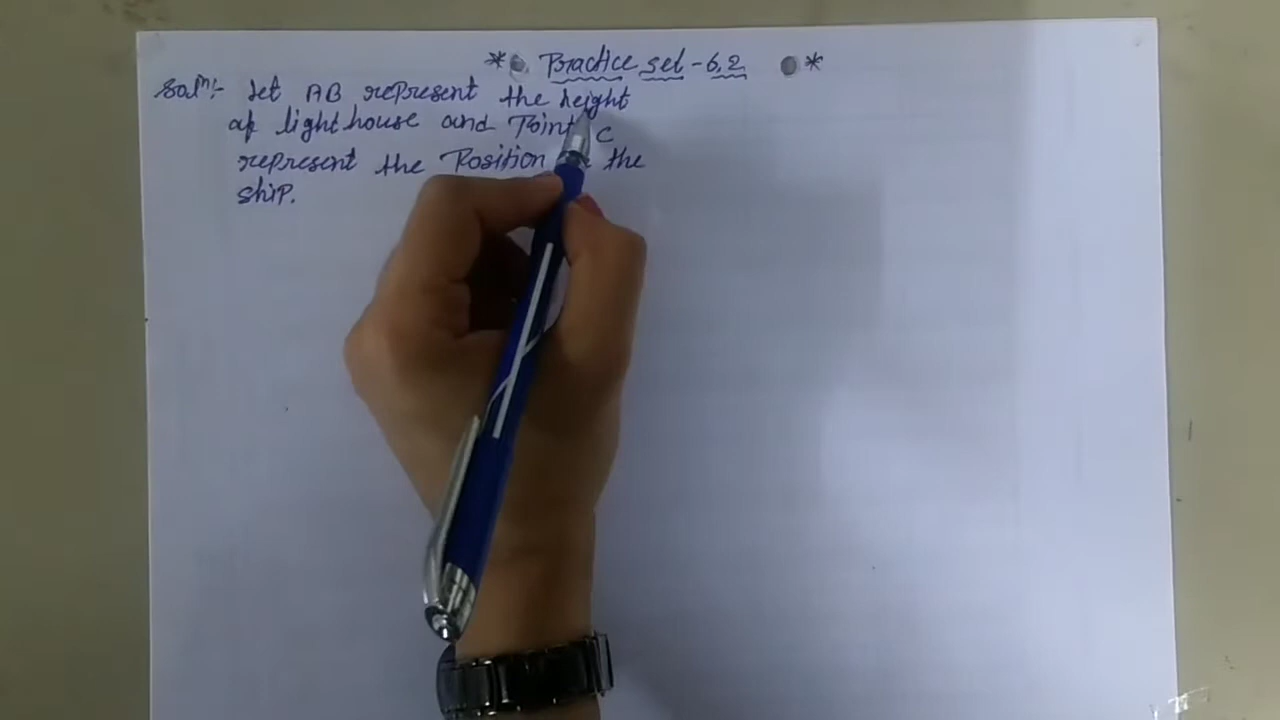 * Practice set - 6.2 *
Solⁿ:- Let AB represent the height
of light house and Point C
represent the Position the
ship.